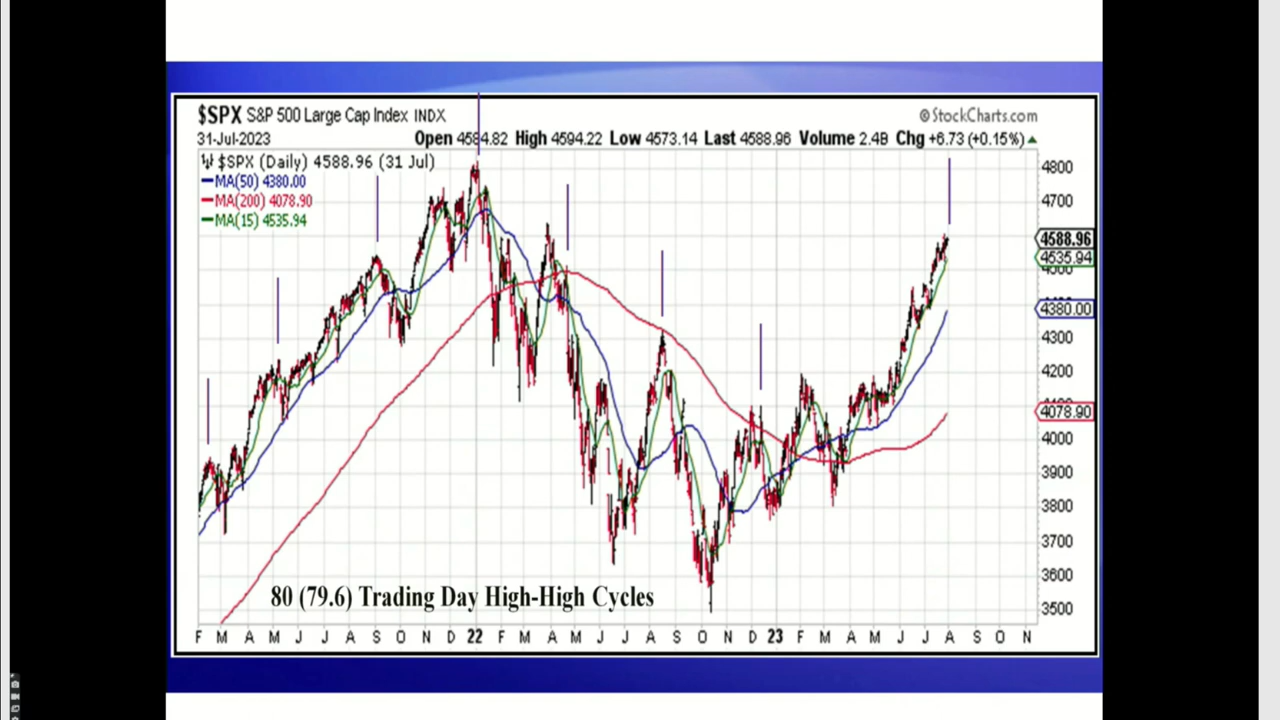 $SPX S&P 500 Large Cap Index INDX
© StockCharts.com
31-Jul-2023
Open 4584.82 High 4594.22 Low 4573.14 Last 4588.96 Volume 2.4B Chg +6.73 (+0.15%)
$SPX (Daily) 4588.96 (31 Jul)
MA(50) 4380.00
MA(200) 4078.90
MA(15) 4535.94
4800
4700
4588.96
4535.94
4380.00
4300
4200
4078.90
4000
3900
3800
3700
3600
3500
80 (79.6) Trading Day High-High Cycles
F M A M J J A S O N D 22 F M A M J J A S O N D 23 F M A M J J A S O N